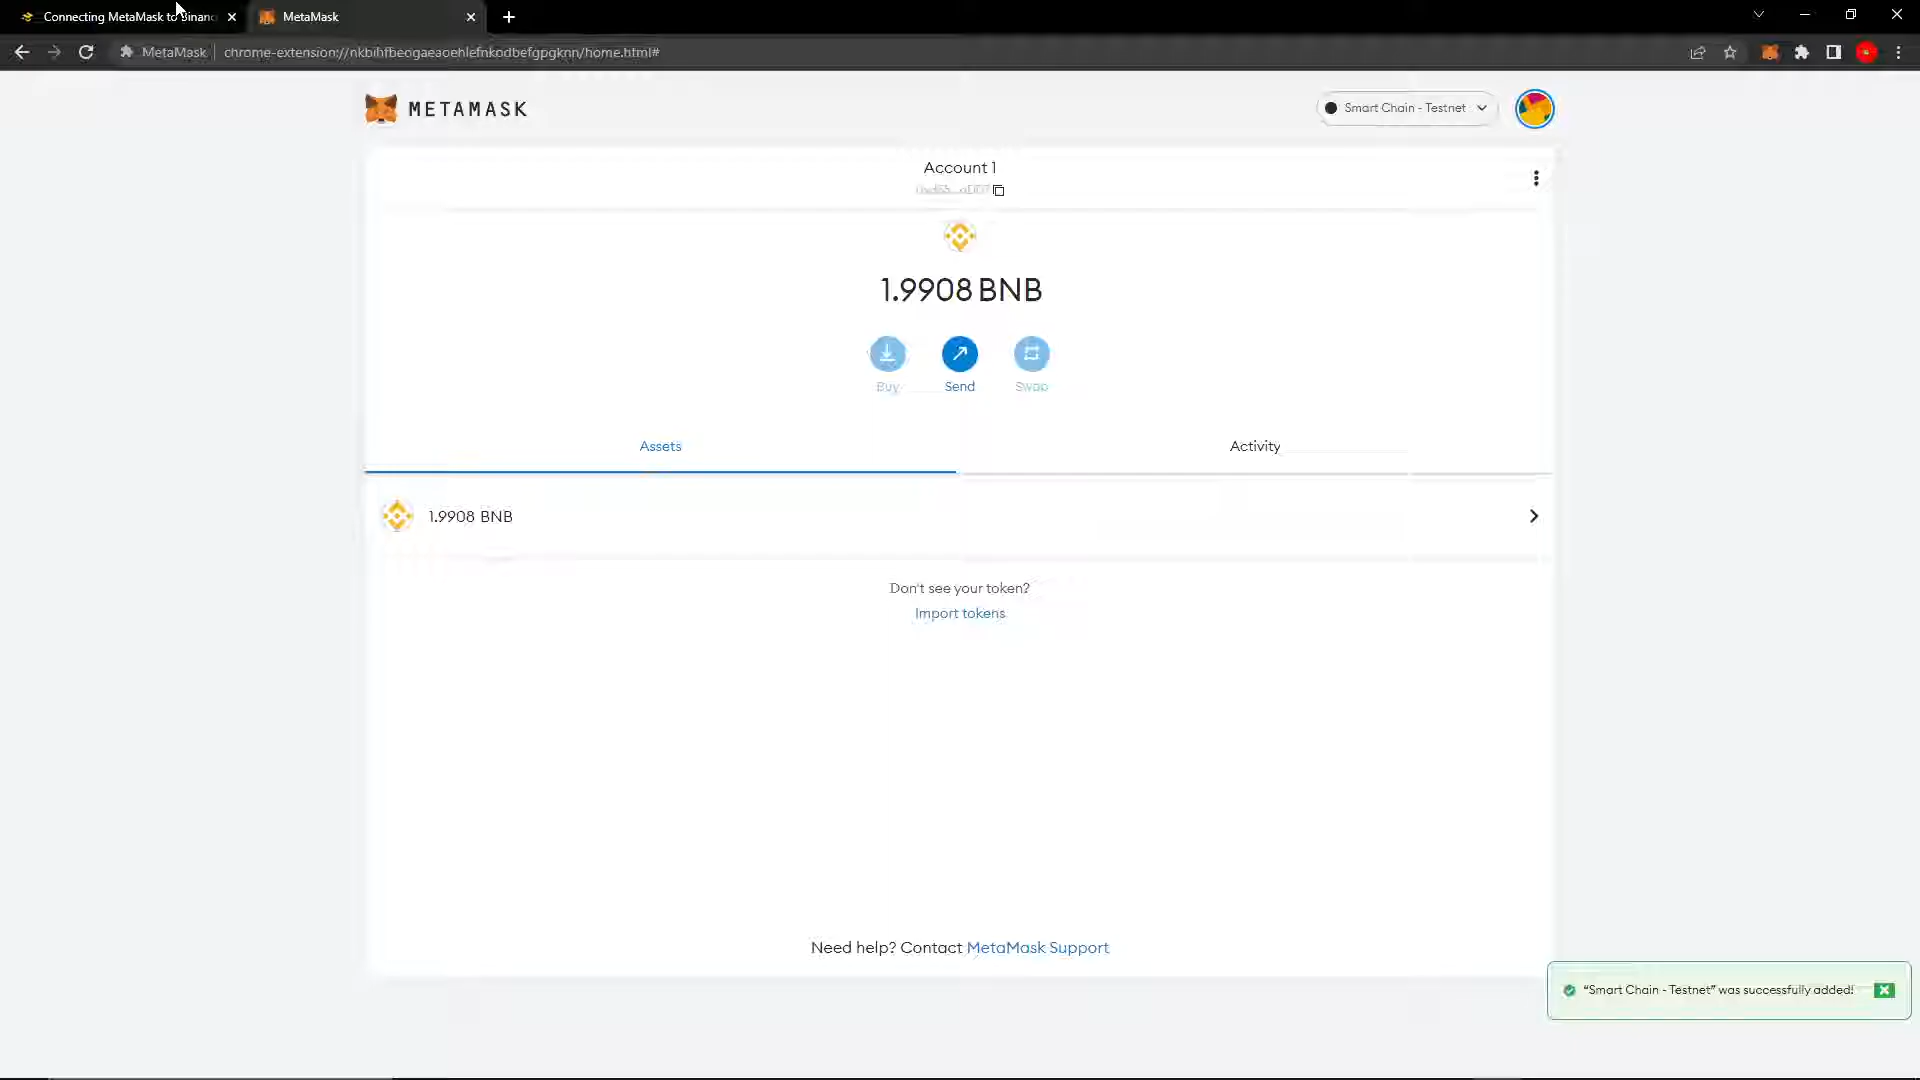 Connecting MetaMask to Binanc
MetaMask
MetaMask
chrome-extension://nkbihfbeogaeaoehlefnkodbefgpgknn/home.html#
METAMASK
Smart Chain - Testnet
Account 1
1.9908 BNB
Buy
Send
Swap
Assets
Activity
1.9908 BNB
Don't see your token?
Import tokens
Need help? Contact MetaMask Support
“Smart Chain - Testnet” was successfully added!